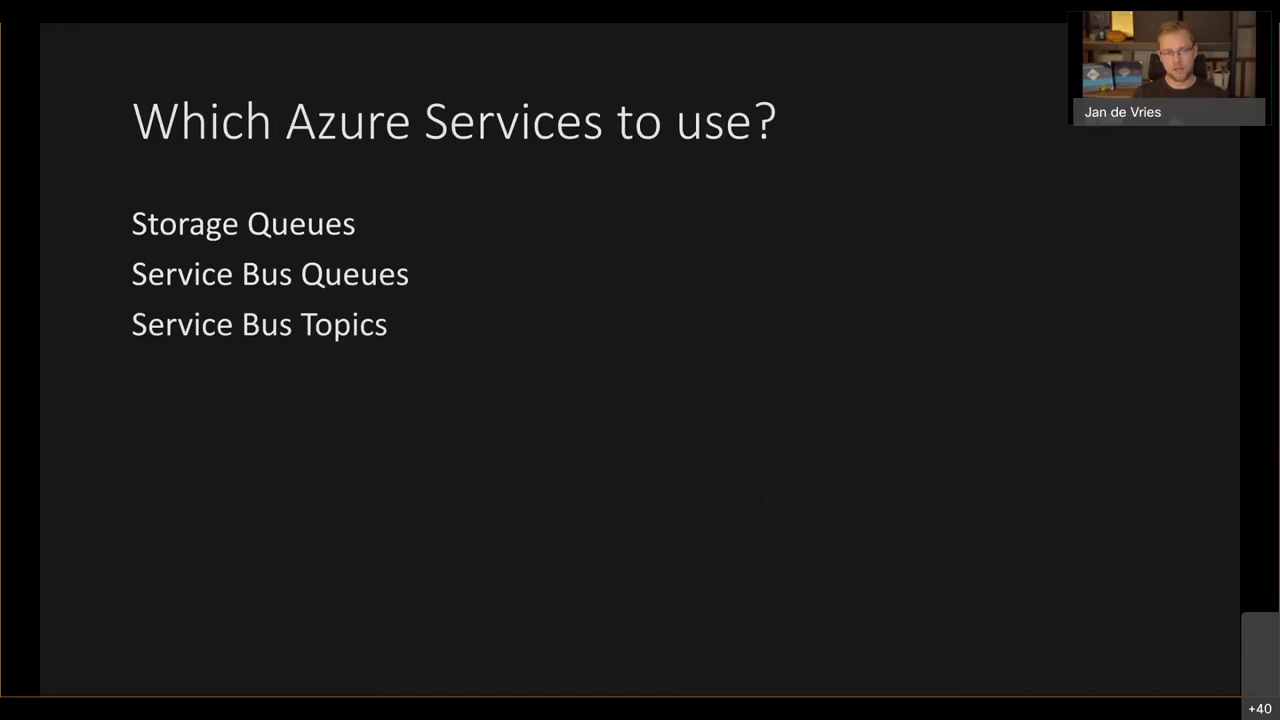 Which Azure Services to use?
Storage Queues
Service Bus Queues
Service Bus Topics
Jan de Vries
+40